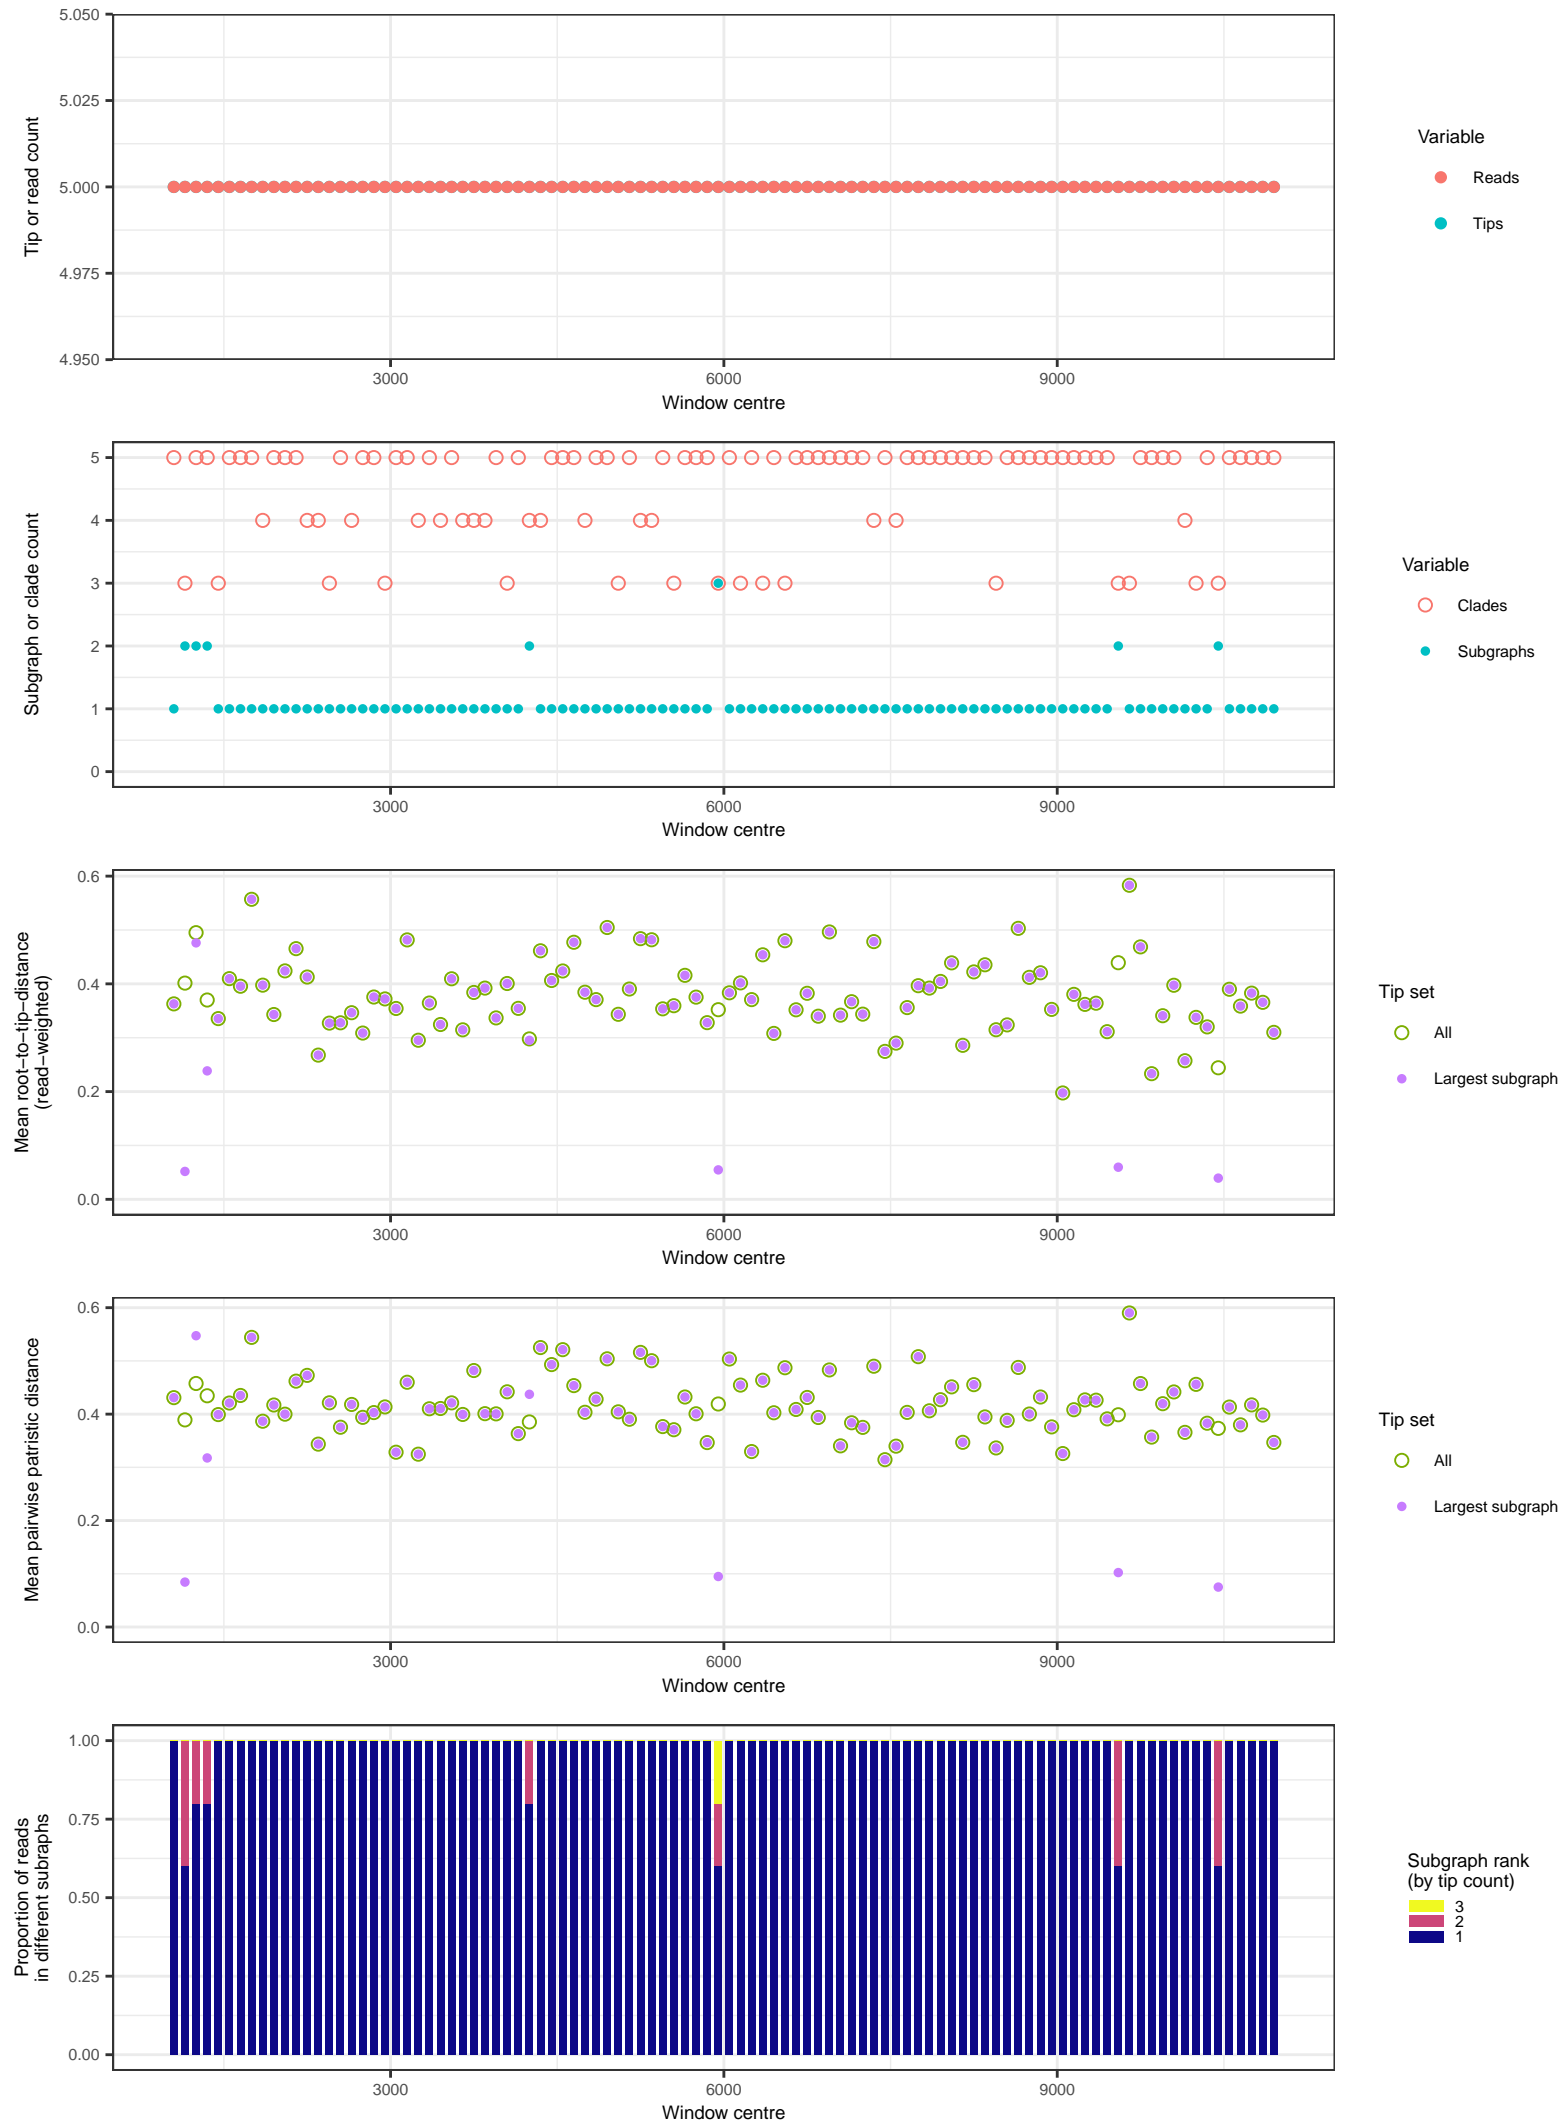 5.050
5.025
5.000
4.975
4.950
Tip or read count
3000 6000 9000
Window centre
Variable
Reads
Tips
5
4
3
2
1
0
Subgraph or clade count
3000 6000 9000
Window centre
Variable
Clades
Subgraphs
0.6
0.4
0.2
0.0
Mean root−to−tip−distance
(read−weighted)
3000 6000 9000
Window centre
Tip set
All
Largest subgraph
0.6
0.4
0.2
0.0
Mean pairwise patristic distance
3000 6000 9000
Window centre
Tip set
All
Largest subgraph
1.00
0.75
0.50
0.25
0.00
Proportion of reads
in different subraphs
3000 6000 9000
Window centre
Subgraph rank
(by tip count)
3
2
1